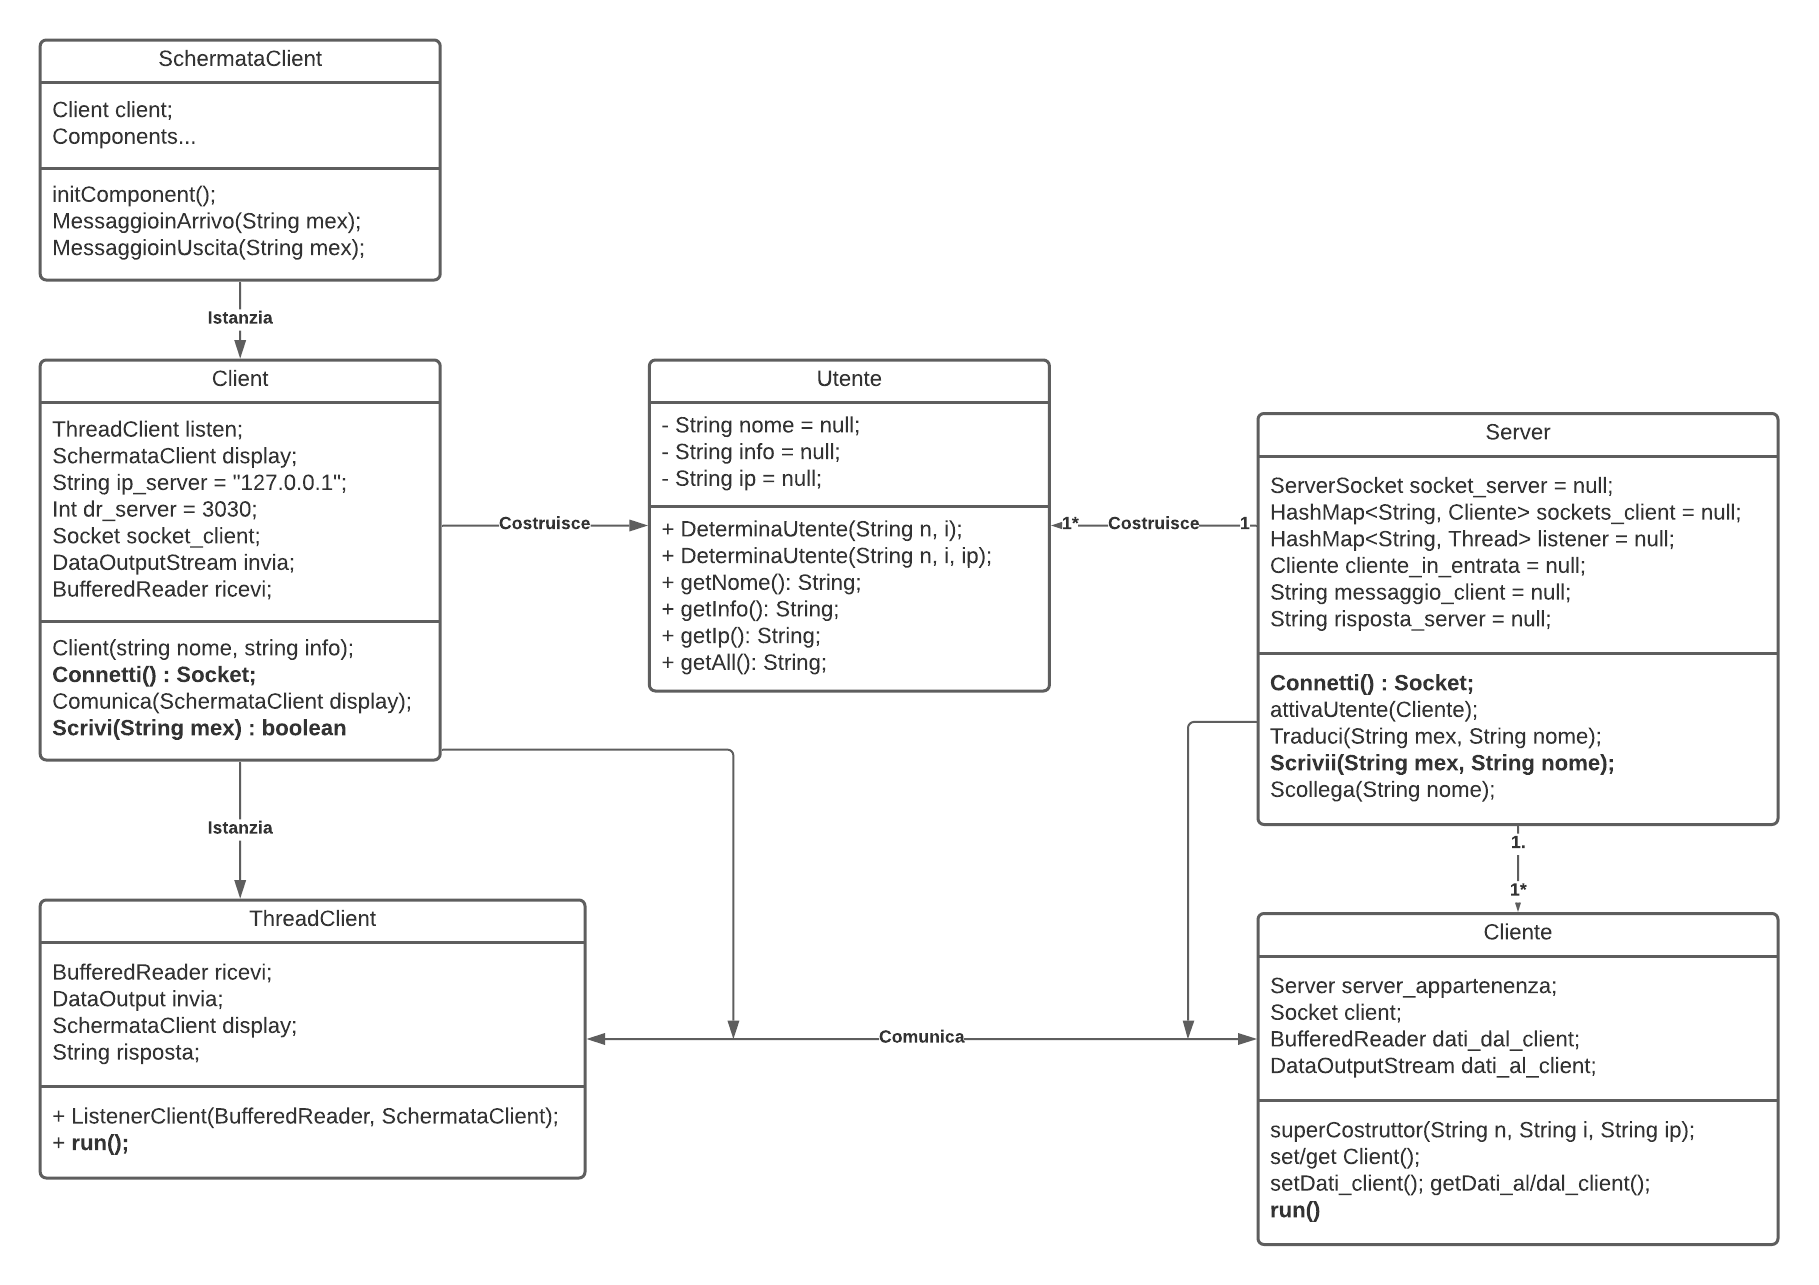 SchermataClient
Client client;
Components...
initComponent();
MessaggioinArrivo(String mex);
MessaggioinUscita(String mex);
Istanzia
Client
ThreadClient listen;
SchermataClient display;
String ip_server = "127.0.0.1";
Int dr_server = 3030;
Socket socket_client;
DataOutputStream invia;
BufferedReader ricevi;
Client(string nome, string info);
Connetti() : Socket;
Comunica(SchermataClient display);
Scrivi(String mex) : boolean
Costruisce
Utente
- String nome = null;
- String info = null;
- String ip = null;
+ DeterminaUtente(String n, i);
+ DeterminaUtente(String n, i, ip);
+ getNome(): String;
+ getInfo(): String;
+ getIp(): String;
+ getAll(): String;
1* Costruisce 1
Server
ServerSocket socket_server = null;
HashMap<String, Cliente> sockets_client = null;
HashMap<String, Thread> listener = null;
Cliente cliente_in_entrata = null;
String messaggio_client = null;
String risposta_server = null;
Connetti() : Socket;
attivaUtente(Cliente);
Traduci(String mex, String nome);
Scrivii(String mex, String nome);
Scollega(String nome);
Istanzia
1.
1*
ThreadClient
BufferedReader ricevi;
DataOutput invia;
SchermataClient display;
String risposta;
+ ListenerClient(BufferedReader, SchermataClient);
+ run();
Comunica
Cliente
Server server_appartenenza;
Socket client;
BufferedReader dati_dal_client;
DataOutputStream dati_al_client;
superCostruttor(String n, String i, String ip);
set/get Client();
setDati_client(); getDati_al/dal_client();
run()